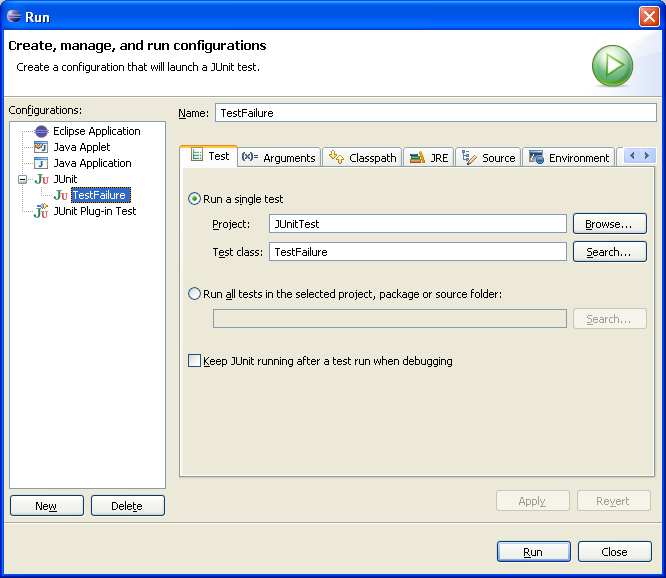 Run
Create, manage, and run configurations
Create a configuration that will launch a JUnit test.
Configurations:
Eclipse Application
Java Applet
Java Application
JUnit
TestFailure
JUnit Plug-in Test
New
Delete
Name: TestFailure
Test
Arguments
Classpath
JRE
Source
Environment
Run a single test
Project: JUnitTest Browse...
Test class: TestFailure Search...
Run all tests in the selected project, package or source folder:
Search...
Keep JUnit running after a test run when debugging
Apply
Revert
Run
Close